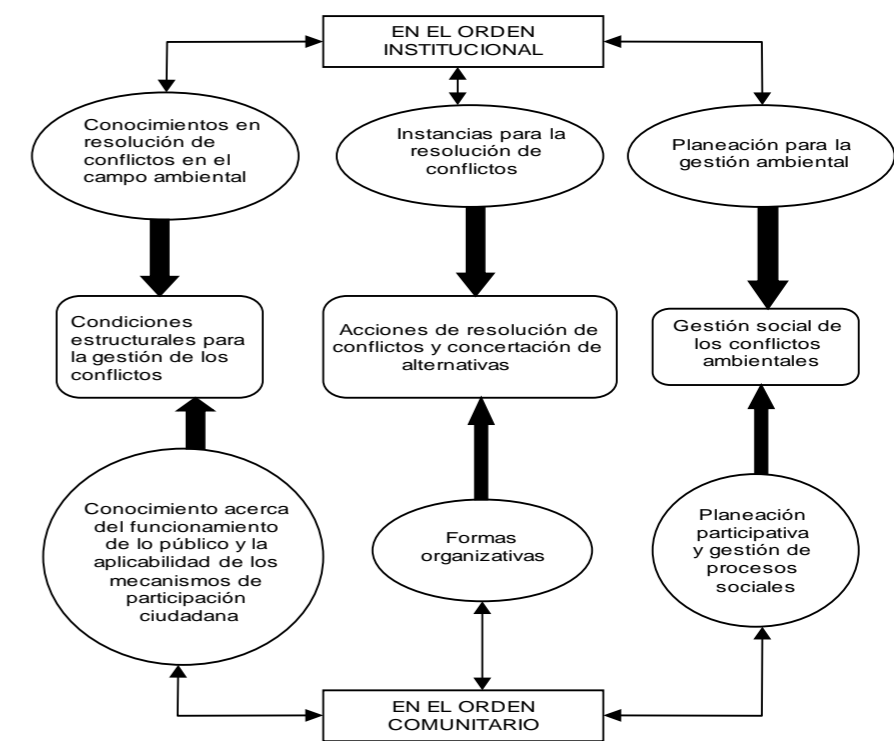 EN EL ORDEN
INSTITUCIONAL
Conocimientos en
resolución de
conflictos en el
campo ambiental
Instancias para la
resolución de
conflictos
Planeación para la
gestión ambiental
Condiciones
estructurales para
la gestión de los
conflictos
Acciones de resolución de
conflictos y concertación de
alternativas
Gestión social de
los conflictos
ambientales
Conocimiento acerca
del funcionamiento
de lo público y la
aplicabilidad de los
mecanismos de
participación
ciudadana
Formas
organizativas
Planeación
participativa
y gestión de
procesos
sociales
EN EL ORDEN
COMUNITARIO